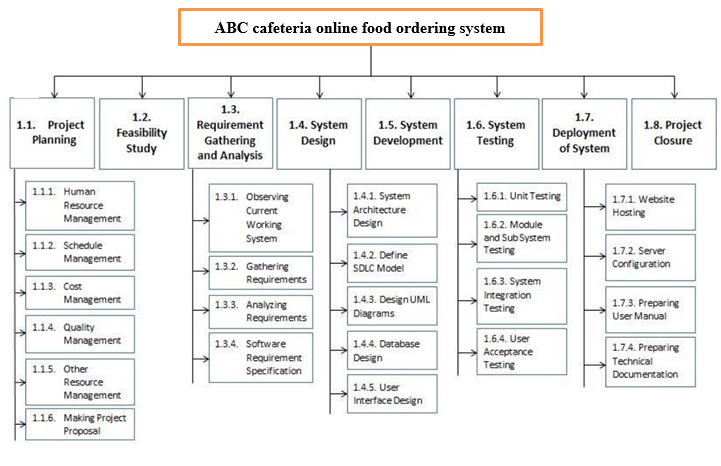 ABC cafeteria online food ordering system
1.1. Project
Planning
1.2.
Feasibility
Study
1.3.
Requirement
Gathering
and Analysis
1.4. System
Design
1.5. System
Development
1.6. System
Testing
1.7.
Deployment
of System
1.8. Project
Closure
1.1.1. Human
Resource
Management
1.1.2. Schedule
Management
1.1.3. Cost
Management
1.1.4. Quality
Management
1.1.5. Other
Resource
Management
1.1.6. Making Project
Proposal
1.3.1. Observing
Current
Working
System
1.3.2. Gathering
Requirements
1.3.3. Analyzing
Requirements
1.3.4. Software
Requirement
Specification
1.4.1. System
Architecture
Design
1.4.2. Define
SDLC Model
1.4.3. Design UML
Diagrams
1.4.4. Database
Design
1.4.5. User
Interface Design
1.6.1. Unit Testing
1.6.2. Module
and Sub System
Testing
1.6.3. System
Integration
Testing
1.6.4. User
Acceptance
Testing
1.7.1. Website
Hosting
1.7.2. Server
Configuration
1.7.3. Preparing
User Manual
1.7.4. Preparing
Technical
Documentation